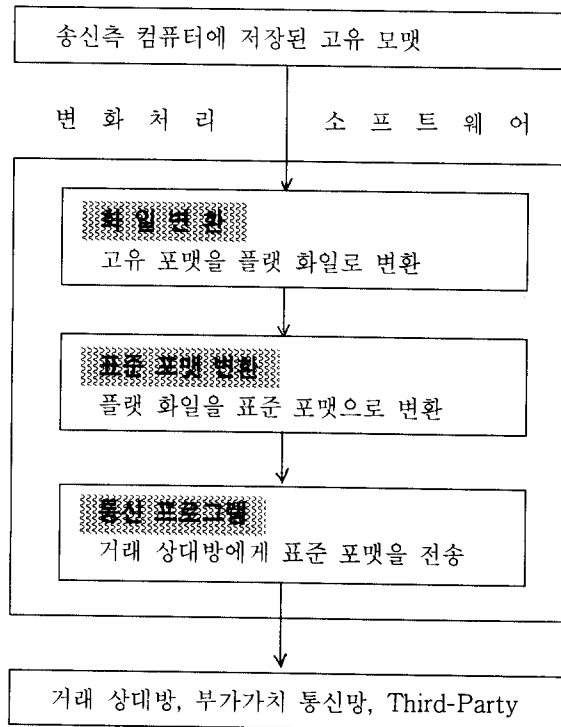 송신측 컴퓨터에 저장된 고유 모맷
변 화 처 리 소 프 트 웨 어
화 일 변 환
고유 포맷을 플랫 화일로 변환
표준 포맷 변환
플랫 화일을 표준 포맷으로 변환
통신 프로그램
거래 상대방에게 표준 포맷을 전송
거래 상대방, 부가가치 통신망, Third-Party